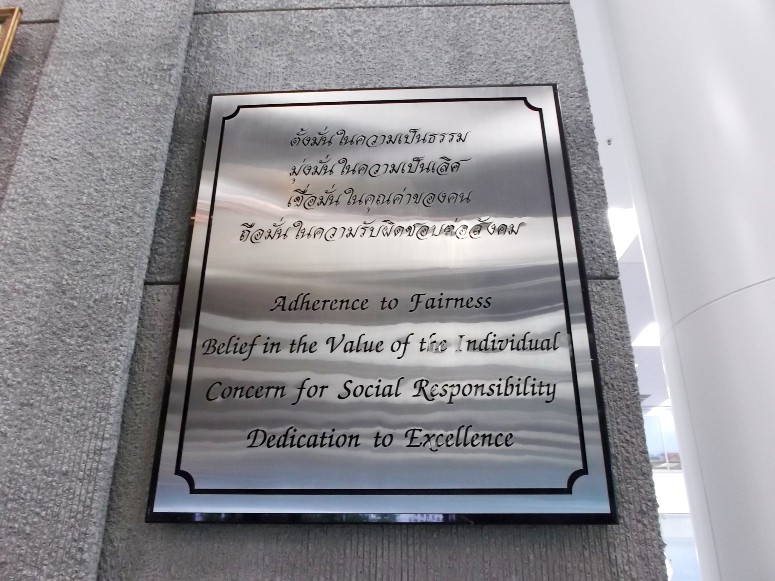 ตั้งมั่นในความเป็นธรรม
มุ่งมั่นในความเป็นเลิศ
เชื่อมั่นในคุณค่าของคน
ถือมั่นในความรับผิดชอบต่อสังคม
Adherence to Fairness
Belief in the Value of the Individual
Concern for Social Responsibility
Dedication to Excellence